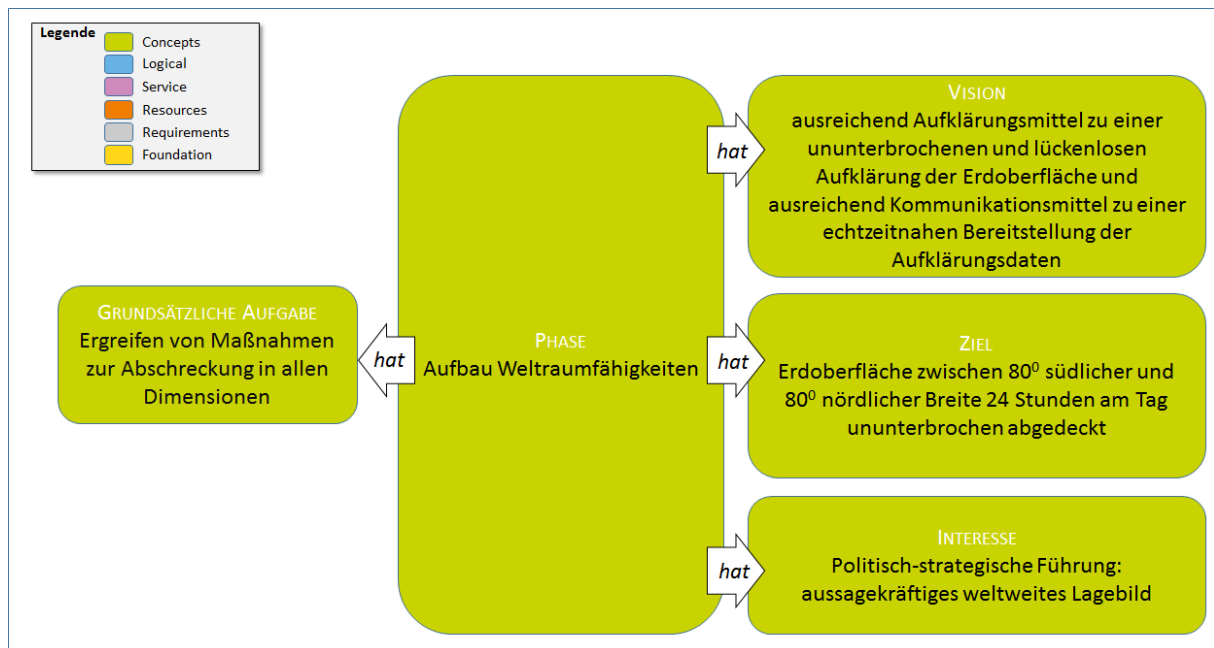 Legende
Concepts
Logical
Service
Resources
Requirements
Foundation
GRUNDSÄTZLICHE AUFGABE
Ergreifen von Maßnahmen
zur Abschreckung in allen
Dimensionen
hat
PHASE
Aufbau Weltraumfähigkeiten
hat
VISION
ausreichend Aufklärungsmittel zu einer
ununterbrochenen und lückenlosen
Aufklärung der Erdoberfläche und
ausreichend Kommunikationsmittel zu einer
echtzeitnahen Bereitstellung der
Aufklärungsdaten
hat
ZIEL
Erdoberfläche zwischen 80⁰ südlicher und
80⁰ nördlicher Breite 24 Stunden am Tag
ununterbrochen abgedeckt
hat
INTERESSE
Politisch-strategische Führung:
aussagekräftiges weltweites Lagebild